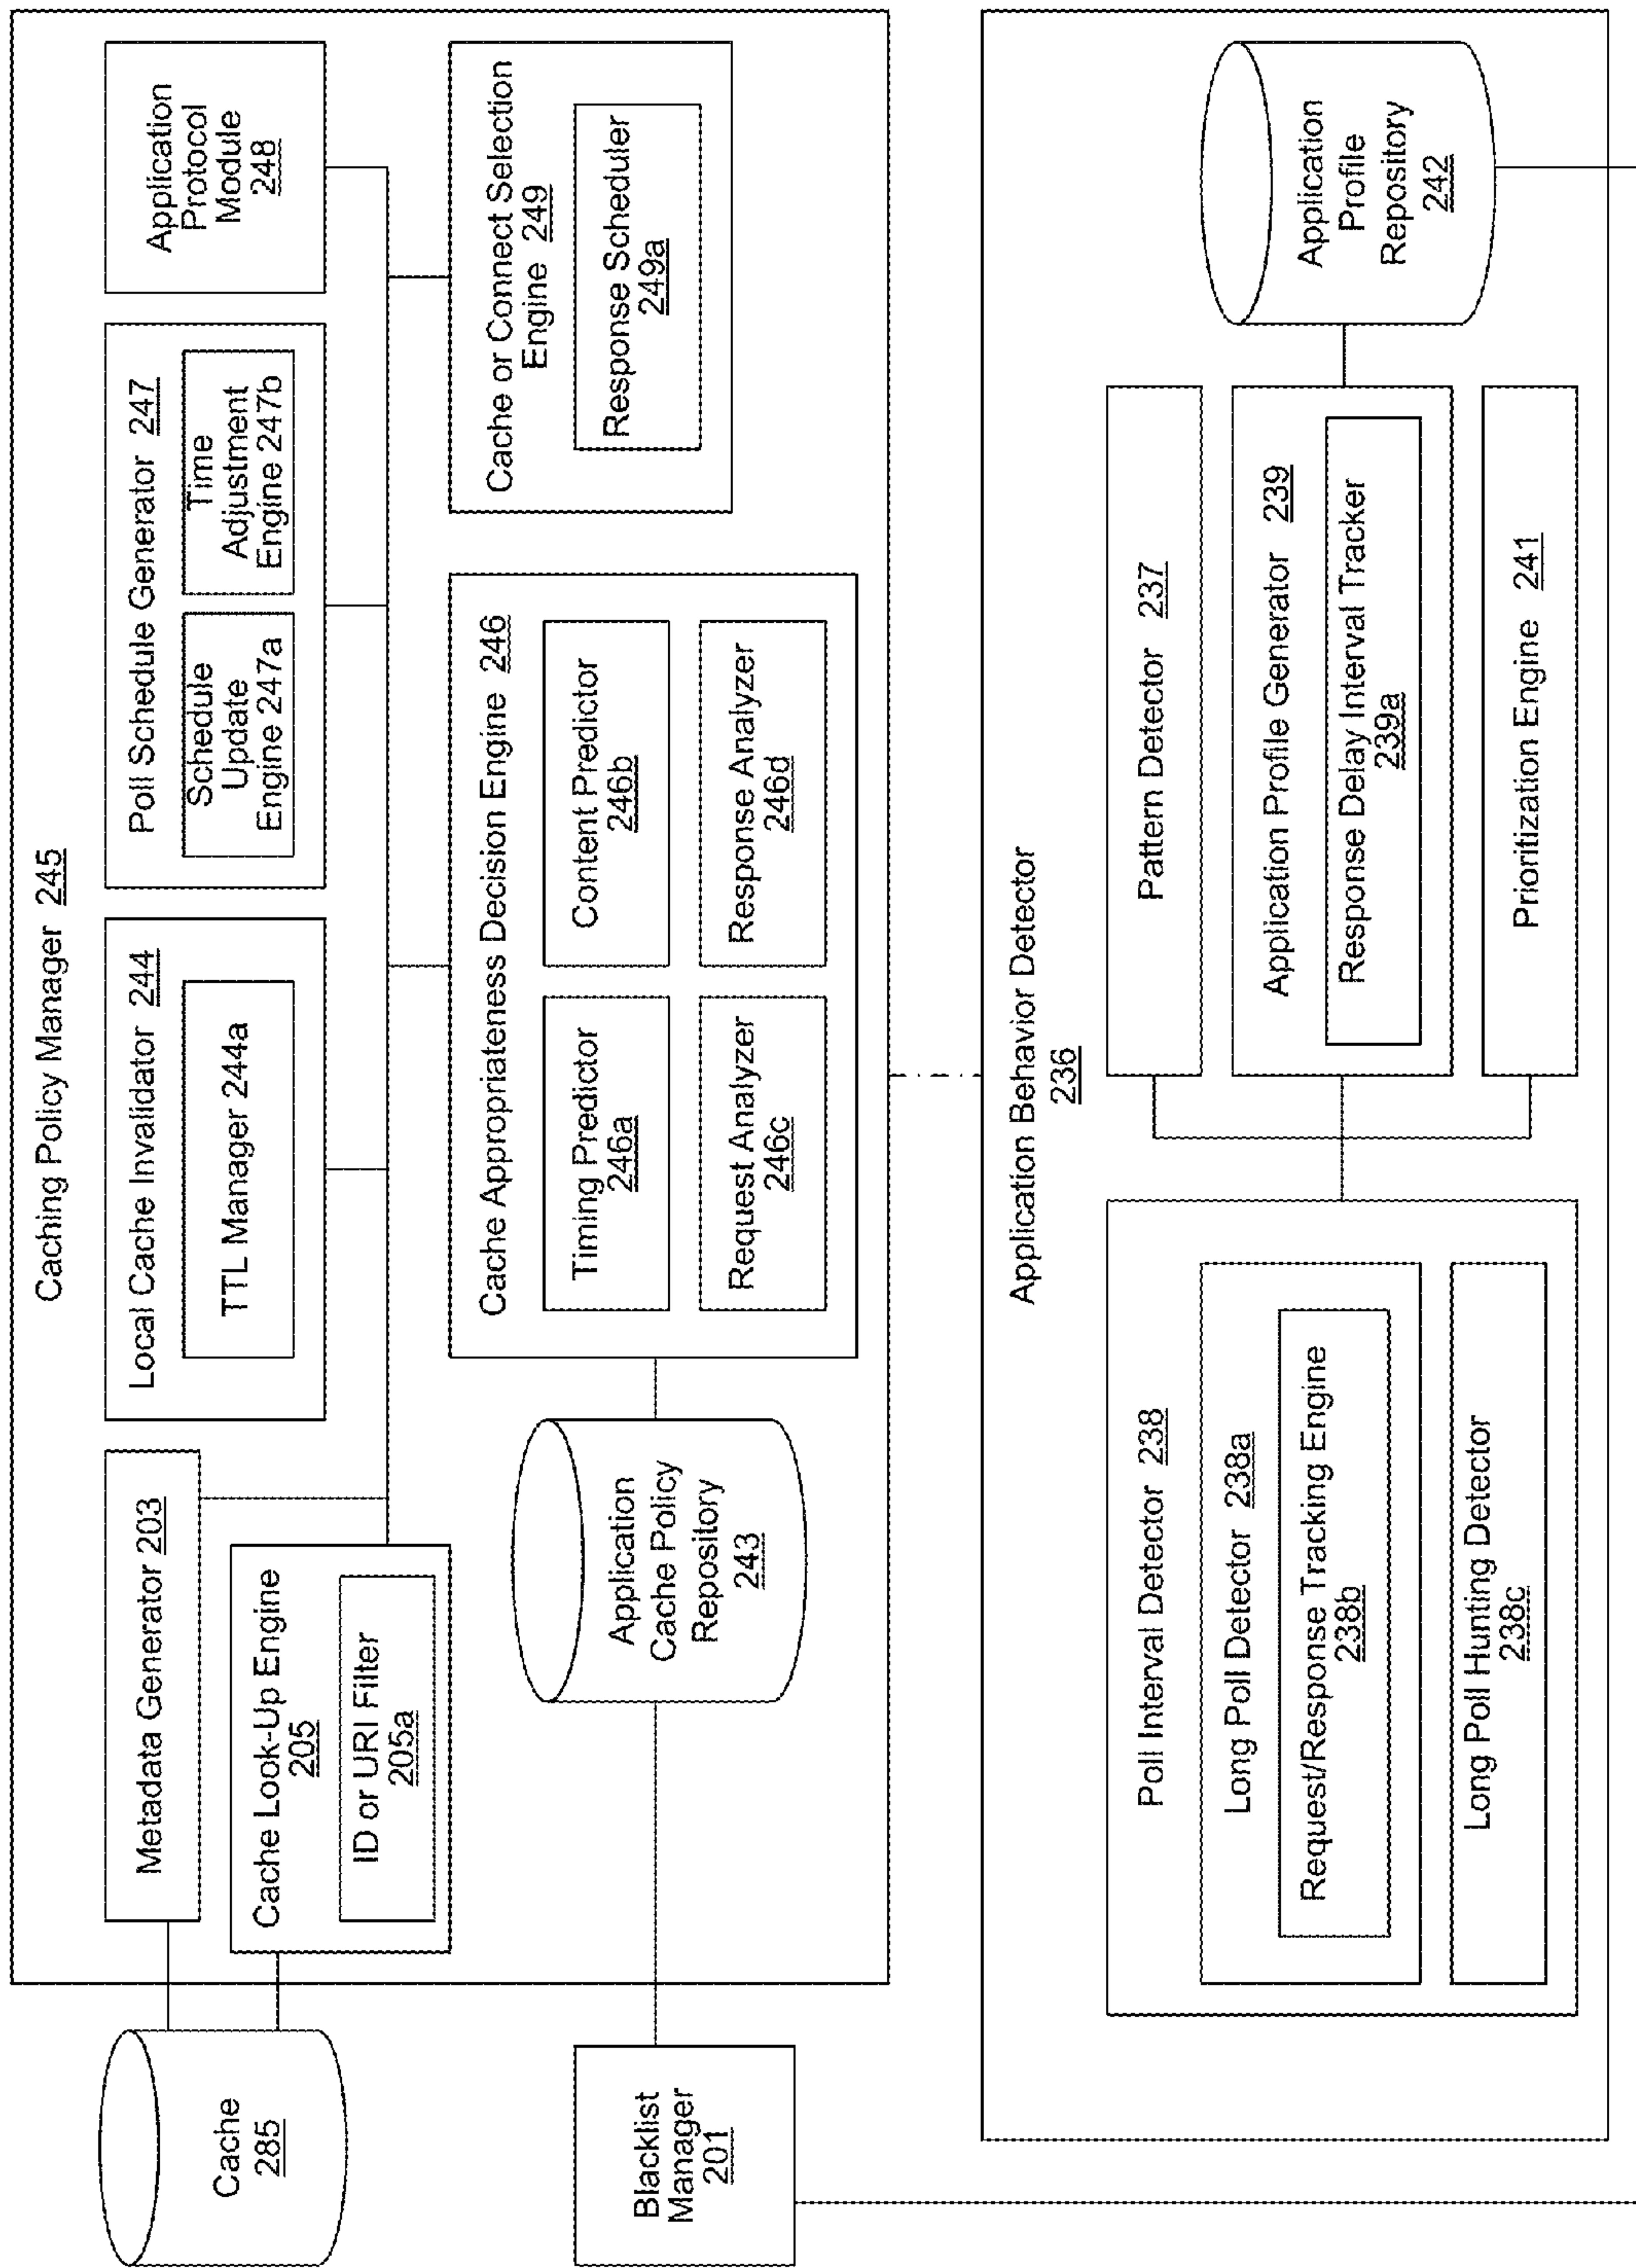 Caching Policy Manager 245
Cache
285
Metadata Generator 203
Cache Look-Up Engine
205
ID or URI Filter
205a
Local Cache Invalidator 244
TTL Manager 244a
Poll Schedule Generator 247
Schedule
Update
Engine 247a
Time
Adjustment
Engine 247b
Application
Protocol
Module
248
Blacklist
Manager
201
Application
Cache Policy
Repository
243
Cache Appropriateness Decision Engine 246
Timing Predictor
246a
Content Predictor
246b
Request Analyzer
246c
Response Analyzer
246d
Cache or Connect Selection
Engine 249
Response Scheduler
249a
Application Behavior Detector
236
Poll Interval Detector 238
Long Poll Detector 238a
Request/Response Tracking Engine
238b
Long Poll Hunting Detector
238c
Pattern Detector 237
Application Profile Generator 239
Response Delay Interval Tracker
239a
Prioritization Engine 241
Application
Profile
Repository
242